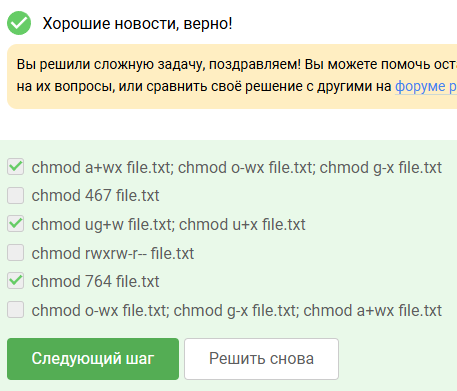 Хорошие новости, верно!
Вы решили сложную задачу, поздравляем! Вы можете помочь
на их вопросы, или сравнить своё решение с другими на форуме
chmod a+wx file.txt; chmod o-wx file.txt; chmod g-x file.txt
chmod 467 file.txt
chmod ug+w file.txt; chmod u+x file.txt
chmod rwxrw-r-- file.txt
chmod 764 file.txt
chmod o-wx file.txt; chmod g-x file.txt; chmod a+wx file.txt
Следующий шаг
Решить снова